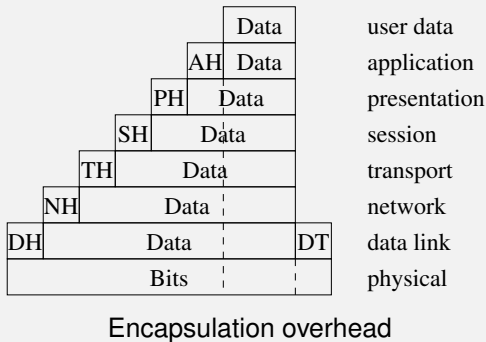 Data user data
AH Data application
PH Data presentation
SH Data session
TH Data transport
NH Data network
DH Data DT data link
Bits physical
Encapsulation overhead